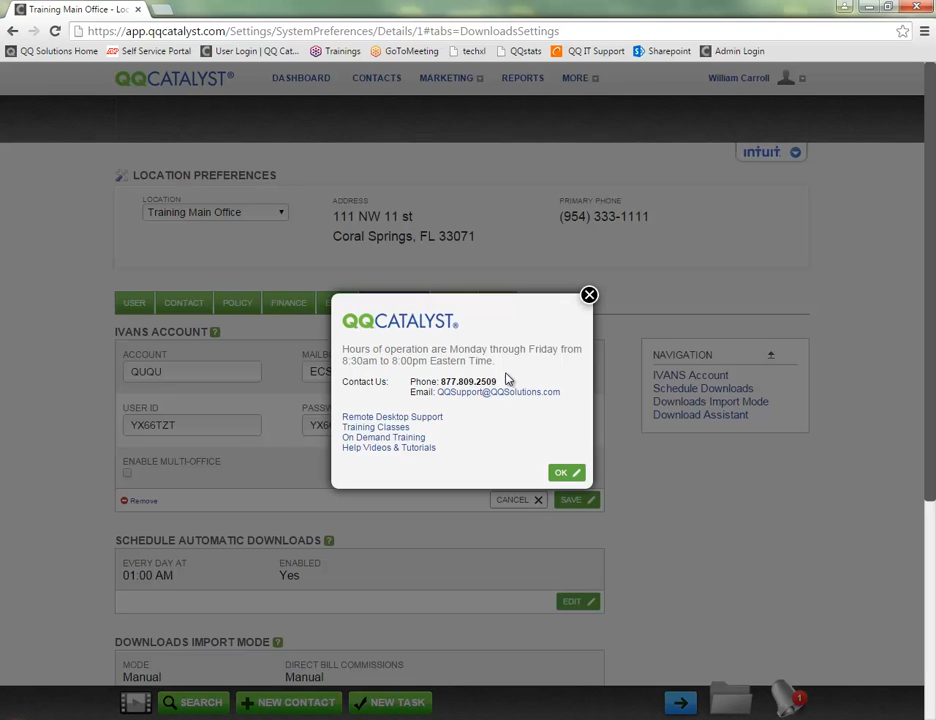 Training Main Office - Lo
https://app.qqcatalyst.com/Settings/SystemPreferences/Details/1#tabs=DownloadsSettings
QQ Solutions Home
Self Service Portal
User Login | QQ Cat...
Trainings
GoToMeeting
techxl
QQstats
QQ IT Support
Sharepoint
Admin Login
QQCATALYST®
DASHBOARD
CONTACTS
MARKETING
REPORTS
MORE
William Carroll
intuit
LOCATION PREFERENCES
LOCATION
Training Main Office
ADDRESS
111 NW 11 st
Coral Springs, FL 33071
PRIMARY PHONE
(954) 333-1111
USER
CONTACT
POLICY
FINANCE
IVANS ACCOUNT ?
ACCOUNT
QUQU
MAILBO
ECS
USER ID
YX66TZT
PASSW
YX6
ENABLE MULTI-OFFICE
Remove
CANCEL
SAVE
NAVIGATION
IVANS Account
Schedule Downloads
Downloads Import Mode
Download Assistant
QQCATALYST®
Hours of operation are Monday through Friday from
8:30am to 8:00pm Eastern Time.
Contact Us:
Phone: 877.809.2509
Email: QQSupport@QQSolutions.com
Remote Desktop Support
Training Classes
On Demand Training
Help Videos & Tutorials
OK
SCHEDULE AUTOMATIC DOWNLOADS ?
EVERY DAY AT
01:00 AM
ENABLED
Yes
EDIT
DOWNLOADS IMPORT MODE ?
MODE
Manual
DIRECT BILL COMMISSIONS
Manual
SEARCH
NEW CONTACT
NEW TASK
1